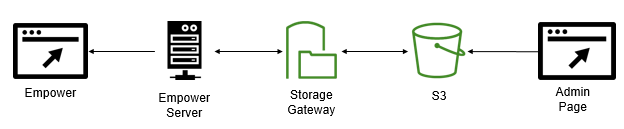 Empower
Empower
Server
Storage
Gateway
S3
Admin
Page